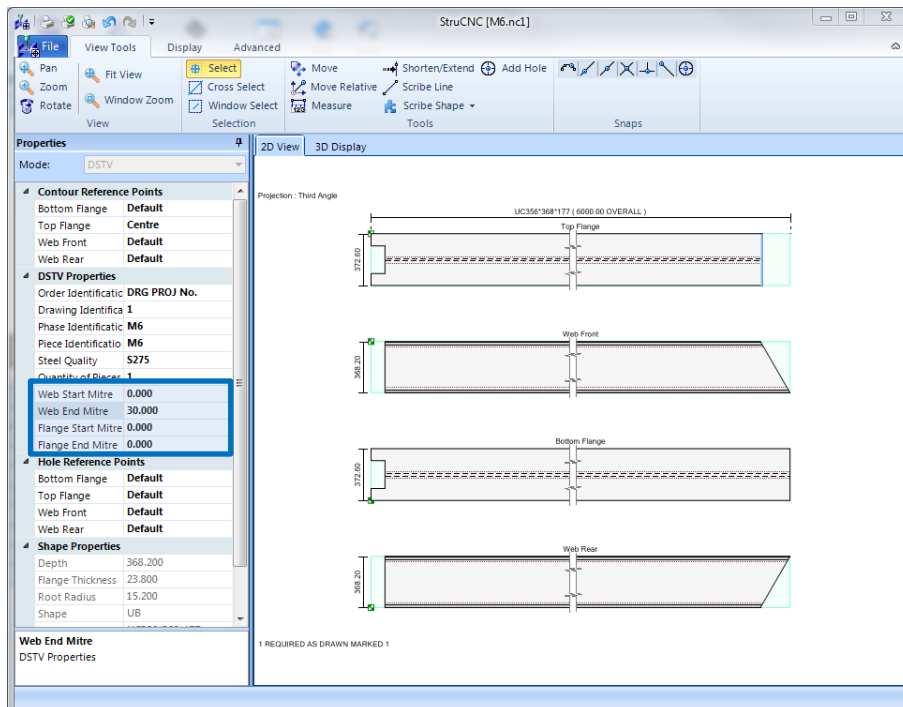 StruCNC [M6.nc1]
File View Tools Display Advanced
Pan
Zoom
Rotate
Fit View
Window Zoom
View
Select
Cross Select
Window Select
Selection
Move
Move Relative
Measure
Shorten/Extend
Scribe Line
Scribe Shape
Add Hole
Tools
Snaps
Properties
Mode: DSTV
Contour Reference Points
Bottom Flange Default
Top Flange Centre
Web Front Default
Web Rear Default
DSTV Properties
Order Identificatic DRG PROJ No.
Drawing Identifica 1
Phase Identificatic M6
Piece Identificatio M6
Steel Quality S275
Quantity of Pieces 1
Web Start Mitre 0.000
Web End Mitre 30.000
Flange Start Mitre 0.000
Flange End Mitre 0.000
Hole Reference Points
Bottom Flange Default
Top Flange Default
Web Front Default
Web Rear Default
Shape Properties
Depth 368.200
Flange Thickness 23.800
Root Radius 15.200
Shape UB
Web End Mitre
DSTV Properties
2D View 3D Display
Projection : Third Angle
UC356*368*177 ( 6000.00 OVERALL )
Top Flange
372.60
Web Front
368.20
Bottom Flange
372.60
Web Rear
368.20
1 REQUIRED AS DRAWN MARKED 1